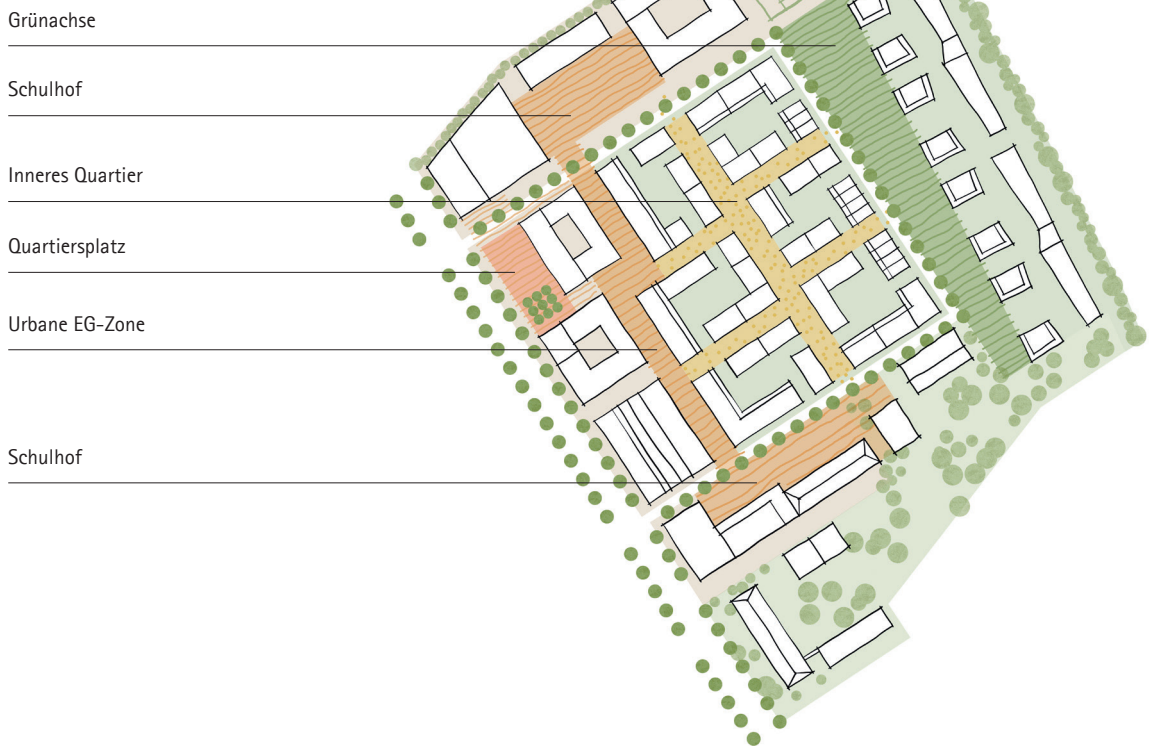 Grünachse
Schulhof
Inneres Quartier
Quartiersplatz
Urbane EG-Zone
Schulhof